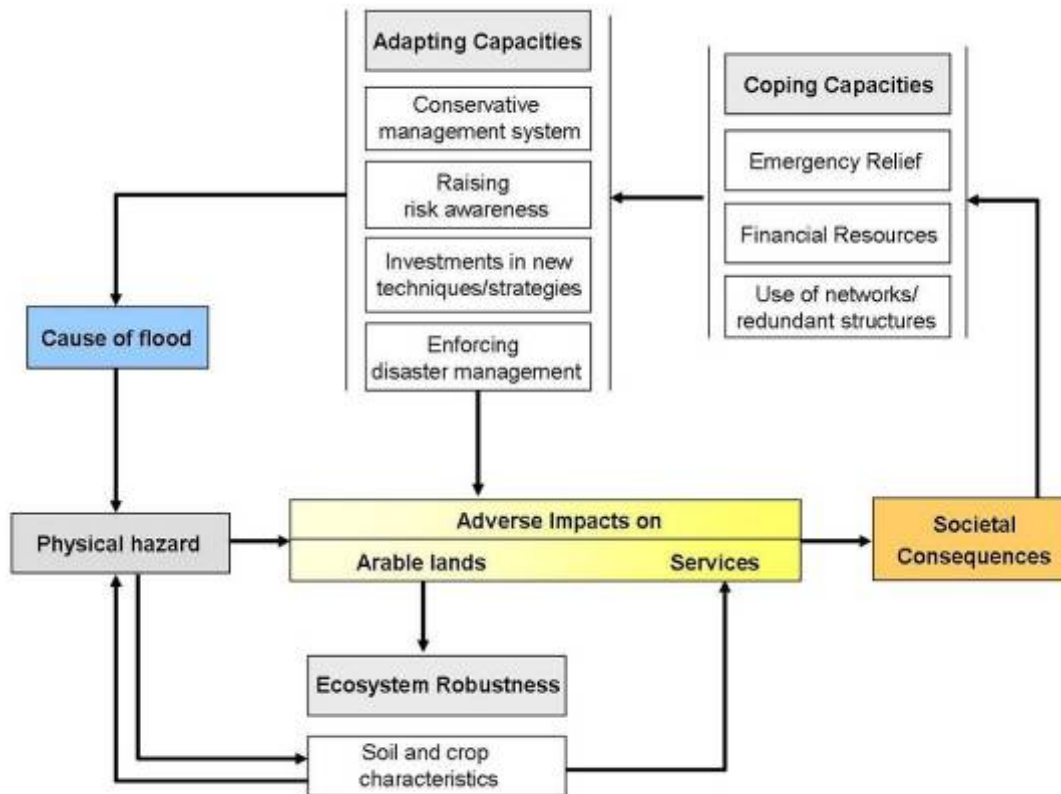 Adapting Capacities
Conservative
management system
Raising
risk awareness
Investments in new
techniques/strategies
Enforcing
disaster management
Coping Capacities
Emergency Relief
Financial Resources
Use of networks/
redundant structures
Cause of flood
Physical hazard
Adverse Impacts on
Arable lands Services
Societal
Consequences
Ecosystem Robustness
Soil and crop
characteristics